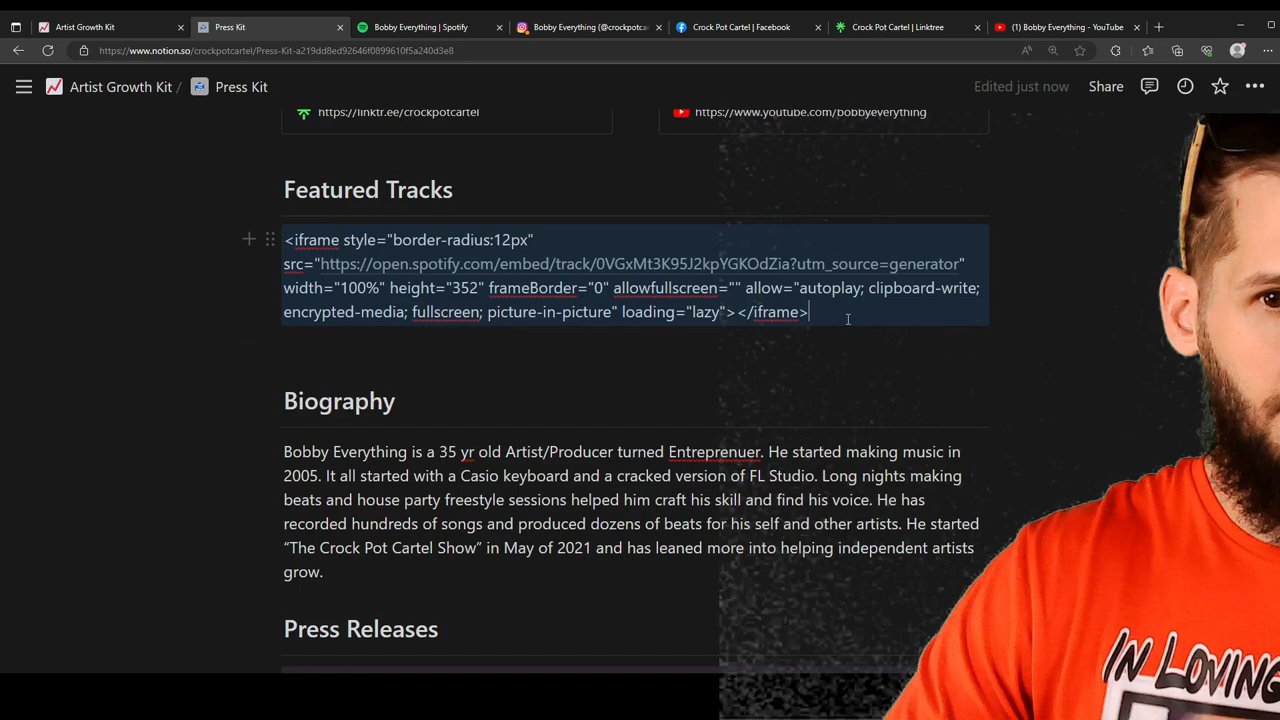 Artist Growth Kit
Press Kit
Bobby Everything | Spotify
Bobby Everything (@crockpotcar
Crock Pot Cartel | Facebook
Crock Pot Cartel | Linktree
(1) Bobby Everything - YouTube
https://www.notion.so/crockpotcartel/Press-Kit-a219dd8ed92646f0899610f5a240d3e8
Artist Growth Kit / Press Kit
Edited just now
Share
https://linktr.ee/crockpotcartel
https://www.youtube.com/bobbyeverything
Featured Tracks
<iframe style="border-radius:12px"
src="https://open.spotify.com/embed/track/0VGxMt3K95J2kpYGKOdZia?utm_source=generator"
width="100%" height="352" frameBorder="0" allowfullscreen="" allow="autoplay; clipboard-write;
encrypted-media; fullscreen; picture-in-picture" loading="lazy"></iframe>
Biography
Bobby Everything is a 35 yr old Artist/Producer turned Entreprenuer. He started making music in
2005. It all started with a Casio keyboard and a cracked version of FL Studio. Long nights making
beats and house party freestyle sessions helped him craft his skill and find his voice. He has
recorded hundreds of songs and produced dozens of beats for his self and other artists. He started
“The Crock Pot Cartel Show” in May of 2021 and has leaned more into helping independent artists
grow.
Press Releases
IN LOVING